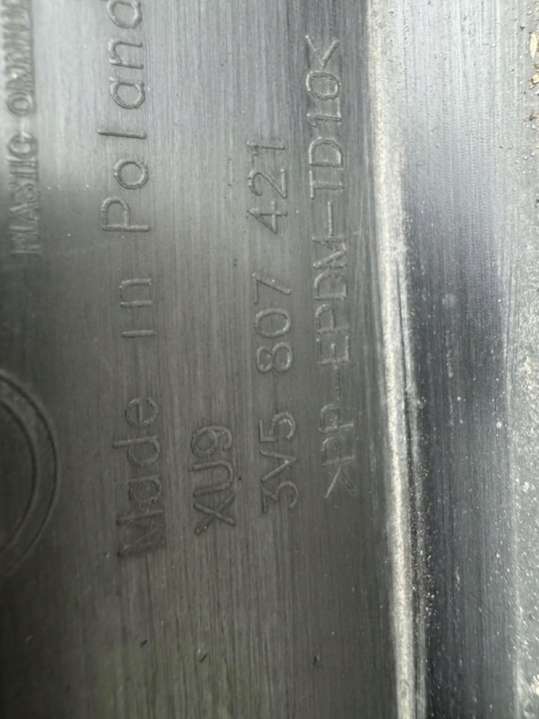 Made in Poland
XU9
3V5 807 421
>PP-EPDM-TD10<